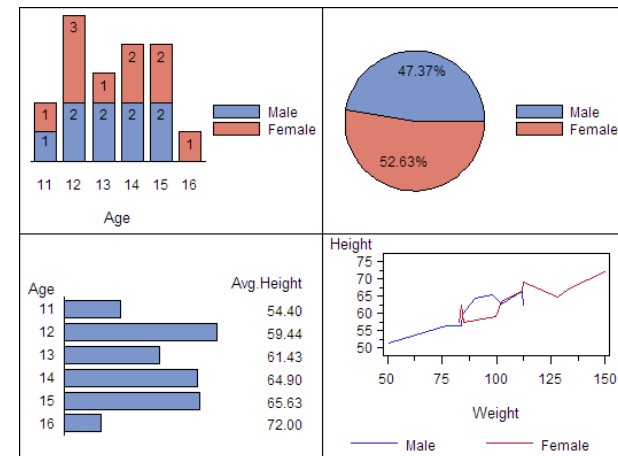 3
2
2
1
1
1
2
2
2
2
1
Male
Female
11 12 13 14 15 16
Age
47.37%
52.63%
Male
Female
Age
Avg.Height
11 54.40
12 59.44
13 61.43
14 64.90
15 65.63
16 72.00
Height
75
70
65
60
55
50
50 75 100 125 150
Weight
Male Female